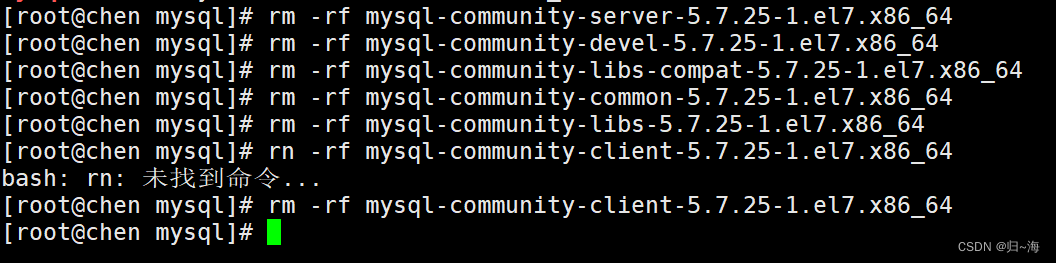 [root@chen mysql]# rm -rf mysql-community-server-5.7.25-1.el7.x86_64
[root@chen mysql]# rm -rf mysql-community-devel-5.7.25-1.el7.x86_64
[root@chen mysql]# rm -rf mysql-community-libs-compat-5.7.25-1.el7.x86_64
[root@chen mysql]# rm -rf mysql-community-common-5.7.25-1.el7.x86_64
[root@chen mysql]# rm -rf mysql-community-libs-5.7.25-1.el7.x86_64
[root@chen mysql]# rn -rf mysql-community-client-5.7.25-1.el7.x86_64
bash: rn: 未找到命令...
[root@chen mysql]# rm -rf mysql-community-client-5.7.25-1.el7.x86_64
[root@chen mysql]#
CSDN @归~海